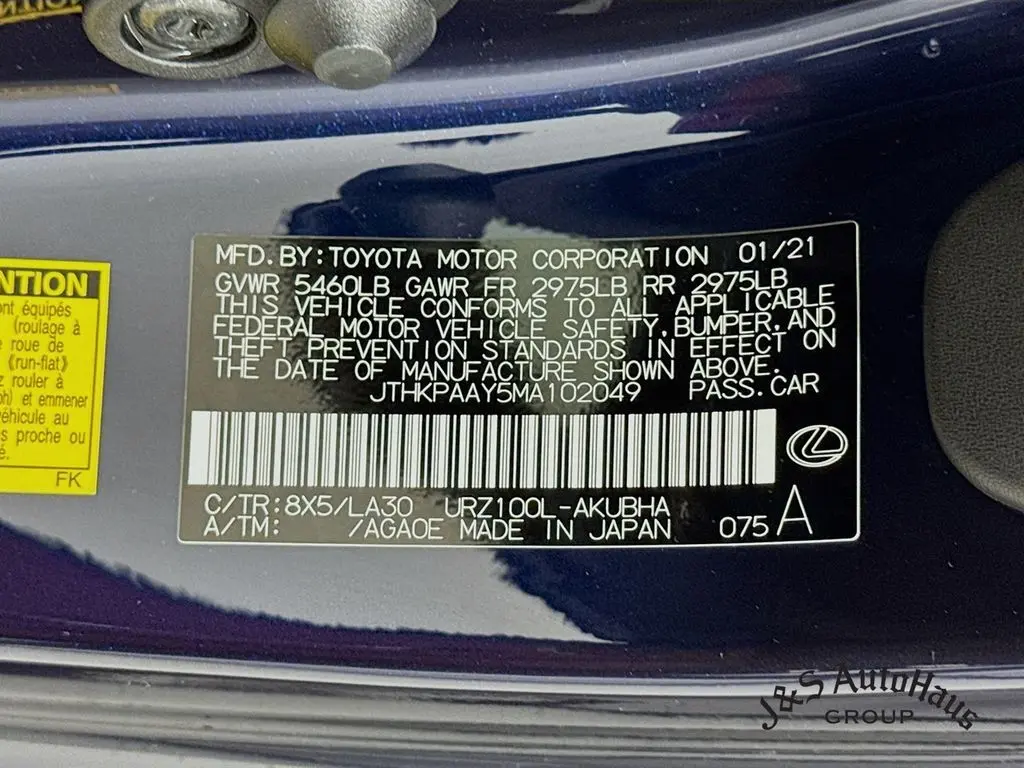 MFD.BY:TOYOTA MOTOR CORPORATION 01/21
GVWR 5460LB GAWR FR 2975LB RR 2975LB
THIS VEHICLE CONFORMS TO ALL APPLICABLE
FEDERAL MOTOR VEHICLE SAFETY,BUMPER,AND
THEFT PREVENTION STANDARDS IN EFFECT ON
THE DATE OF MANUFACTURE SHOWN ABOVE.
JTHKPAAY5MA102049 PASS.CAR
C/TR:8X5/LA30 URZ100L-AKUBHA
A/TM: /AGA0E MADE IN JAPAN 075 A
NTION
ont équipés
(roulage à
e roue de
(run-flat)
z rouler à
ph) et emmener
véhicule au
s proche ou
é.
FK
J&S AutoHaus
GROUP